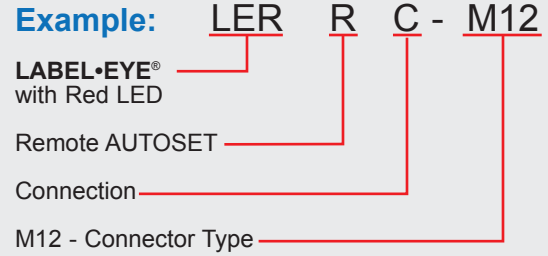 Example: LER R C - M12
LABEL•EYE®
with Red LED
Remote AUTOSET
Connection
M12 - Connector Type